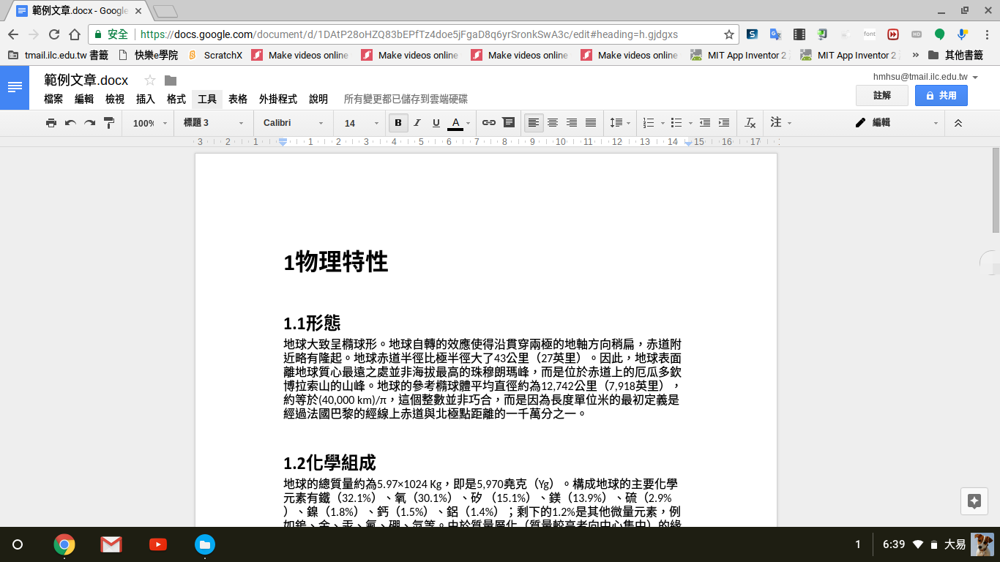 範例文章.docx - Google
安全 | https://docs.google.com/document/d/1DAtP28oHZQ83bEPfTz4doe5jFgaD8q6yrSronkSwA3c/edit#heading=h.gjdgxs
tmail.ilc.edu.tw 書籤 快樂e學院 ScratchX Make videos online Make videos online Make videos online Make videos online MIT App Inventor 2 MIT App Inventor 2 » 其他書籤
範例文章.docx
hmhsu@tmail.ilc.edu.tw
檔案 編輯 檢視 插入 格式 工具 表格 外掛程式 說明 所有變更都已儲存到雲端硬碟
註解 共用
100% 標題 3 Calibri 14 B I U A 注 編輯
3 2 1 1 2 3 4 5 6 7 8 9 10 11 12 13 14 15 16 17
1物理特性
1.1形態
地球大致呈橢球形。地球自轉的效應使得沿貫穿兩極的地軸方向稍扁，赤道附
近略有隆起。地球赤道半徑比極半徑大了43公里（27英里）。因此，地球表面
離地球質心最遠之處並非海拔最高的珠穆朗瑪峰，而是位於赤道上的厄瓜多欽
博拉索山的山峰。地球的參考橢球體平均直徑約為12,742公里（7,918英里），
約等於(40,000 km)/π，這個整數並非巧合，而是因為長度單位米的最初定義是
經過法國巴黎的經線上赤道與北極點距離的一千萬分之一。
1.2化學組成
地球的總質量約為5.97×1024 Kg，即是5,970堯克（Yg）。構成地球的主要化學
元素有鐵（32.1%）、氧（30.1%）、矽 （15.1%）、鎂（13.9%）、硫（2.9%
）、鎳（1.8%）、鈣（1.5%）、鋁（1.4%）；剩下的1.2%是其他微量元素，例
如鎢、金、汞、氟、硼、氙等。由於質量層化（質量較高者向中心集中）的緣
1 6:39 大易